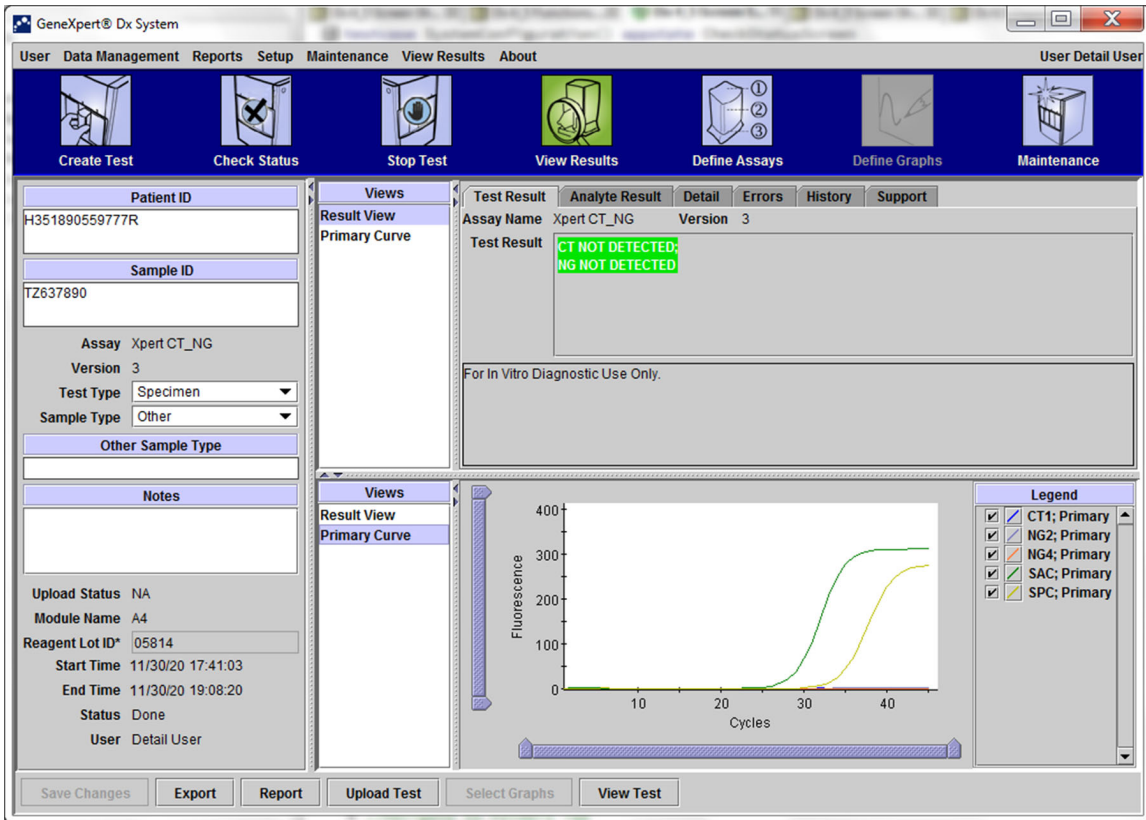 GeneXpert® Dx System
User Data Management Reports Setup Maintenance View Results About User Detail User
Create Test Check Status Stop Test View Results Define Assays Define Graphs Maintenance
Patient ID
H351890559777R
Sample ID
TZ637890
Assay Xpert CT_NG
Version 3
Test Type Specimen
Sample Type Other
Other Sample Type
Notes
Upload Status NA
Module Name A4
Reagent Lot ID* 05814
Start Time 11/30/20 17:41:03
End Time 11/30/20 19:08:20
Status Done
User Detail User
Views
Result View
Primary Curve
Test Result Analyte Result Detail Errors History Support
Assay Name Xpert CT_NG Version 3
Test Result CT NOT DETECTED;
NG NOT DETECTED
For In Vitro Diagnostic Use Only.
Views
Result View
Primary Curve
400
300
200
100
0
Fluorescence
10 20 30 40
Cycles
Legend
CT1; Primary
NG2; Primary
NG4; Primary
SAC; Primary
SPC; Primary
Save Changes Export Report Upload Test Select Graphs View Test